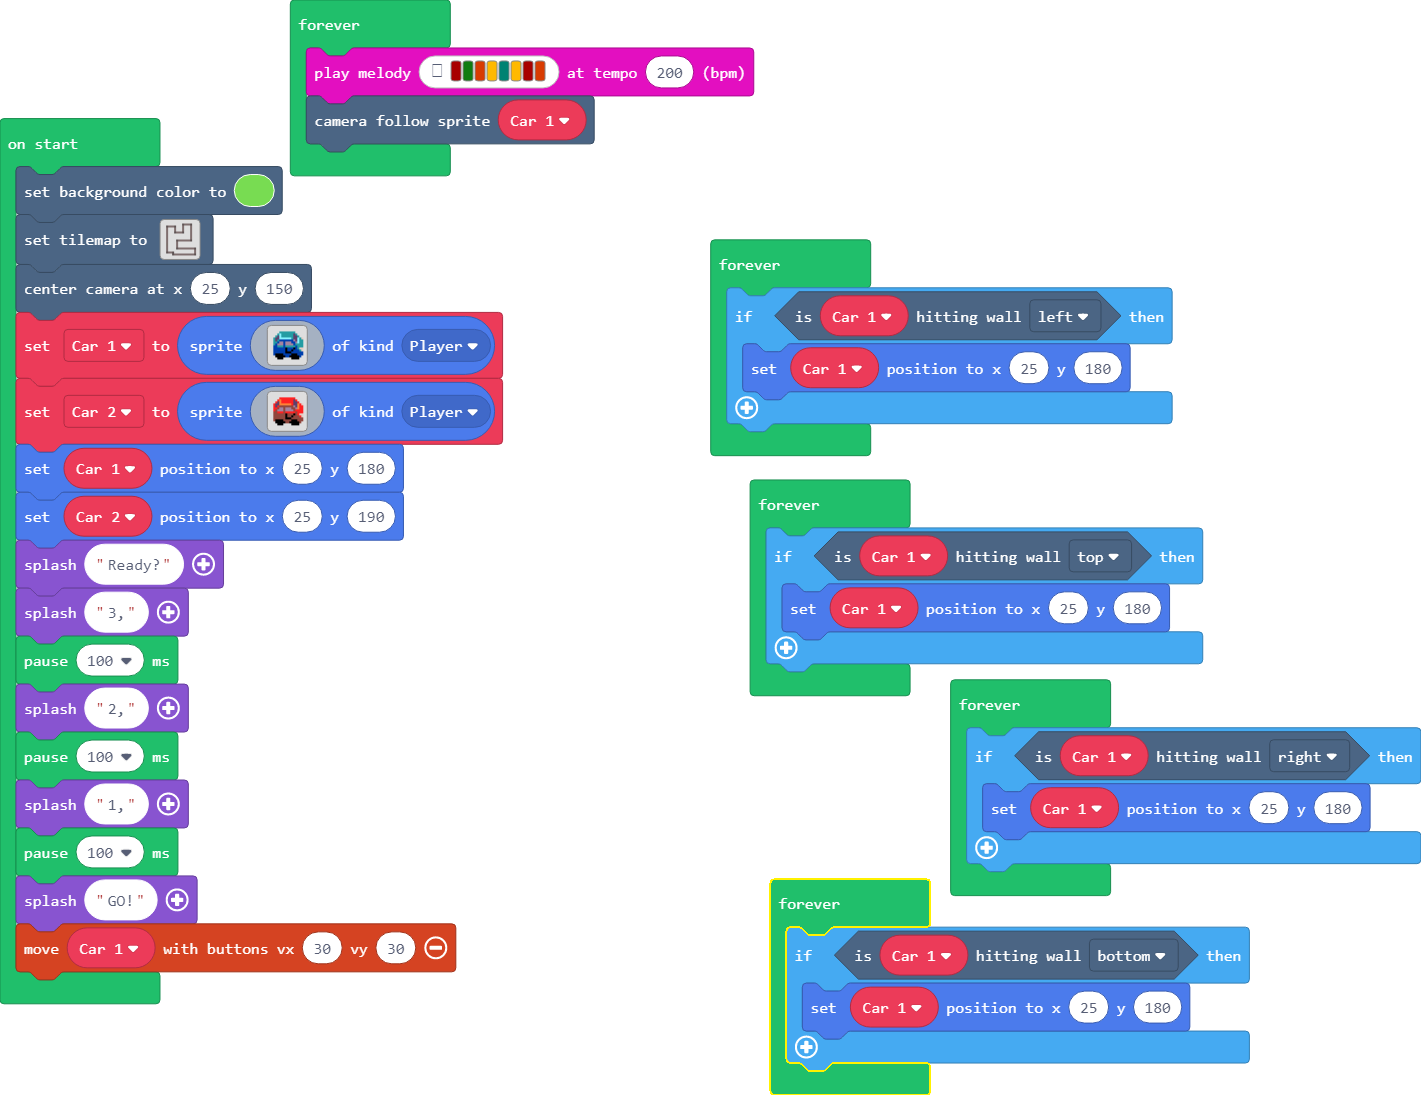 forever
play melody at tempo 200 (bpm)
camera follow sprite Car 1
on start
set background color to
set tilemap to
center camera at x 25 y 150
set Car 1 to sprite of kind Player
set Car 2 to sprite of kind Player
set Car 1 position to x 25 y 180
set Car 2 position to x 25 y 190
splash "Ready?"
splash "3,"
pause 100 ms
splash "2,"
pause 100 ms
splash "1,"
pause 100 ms
splash "GO!"
move Car 1 with buttons vx 30 vy 30
forever
if is Car 1 hitting wall left then
set Car 1 position to x 25 y 180
forever
if is Car 1 hitting wall top then
set Car 1 position to x 25 y 180
forever
if is Car 1 hitting wall right then
set Car 1 position to x 25 y 180
forever
if is Car 1 hitting wall bottom then
set Car 1 position to x 25 y 180